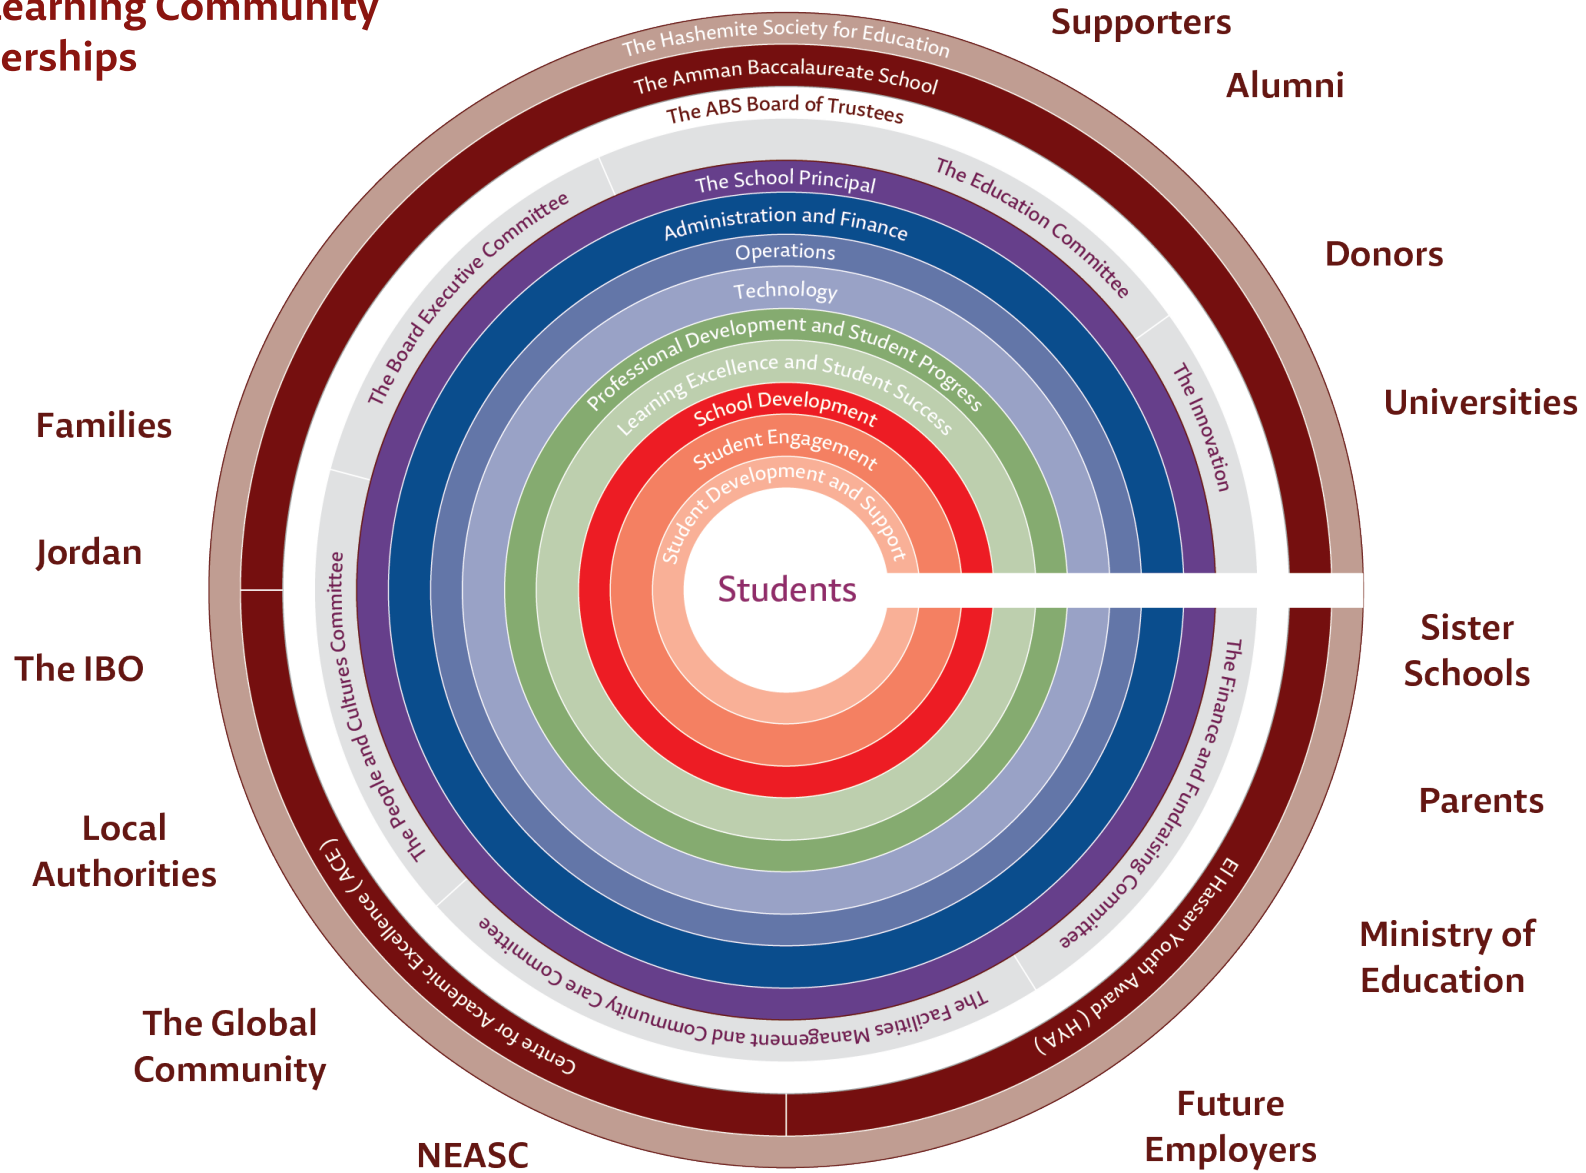 earning Community
erships
Supporters
Alumni
Donors
Universities
Sister
Schools
Parents
Ministry of
Education
Future
Employers
NEASC
The Global
Community
Local
Authorities
The IBO
Jordan
Families
The Hashemite Society for Education
The Amman Baccalaureate School
El Hassan Youth Award ( HYA )
Centre for Academic Excellence ( ACE )
The ABS Board of Trustees
The Board Executive Committee
The Education Committee
The Innovation
The Finance and Fundraising Committee
The Facilities Management and Community Care Committee
The People and Cultures Committee
The School Principal
Administration and Finance
Operations
Technology
Professional Development and Student Progress
Learning Excellence and Student Success
School Development
Student Engagement
Student Development and Support
Students